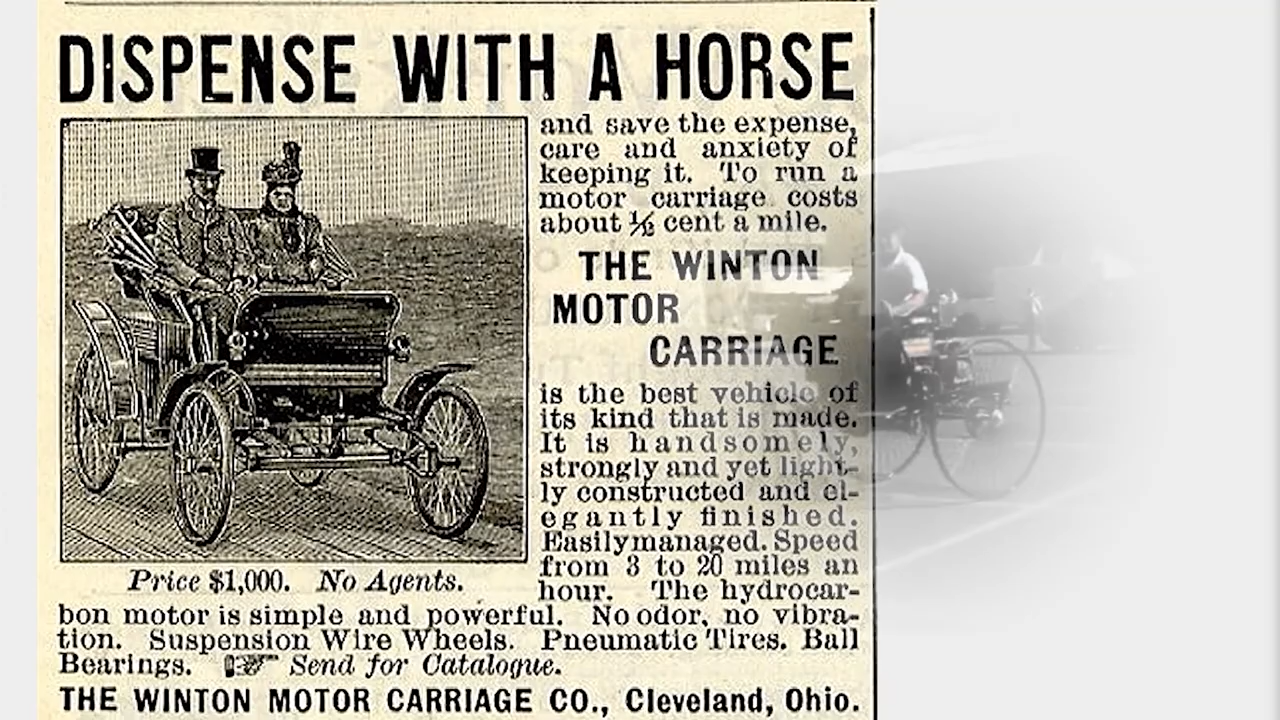 DISPENSE WITH A HORSE
and save the expense,
care and anxiety of
keeping it. To run a
motor carriage costs
about ½ cent a mile.
THE WINTON
MOTOR
CARRIAGE
is the best vehicle of
its kind that is made.
It is handsomely,
strongly and yet light-
ly constructed and el-
egantly finished.
Easily managed. Speed
from 3 to 20 miles an
hour. The hydrocar-
Price $1,000. No Agents.
bon motor is simple and powerful. No odor, no vibra-
tion. Suspension Wire Wheels. Pneumatic Tires. Ball
Bearings. ☞ Send for Catalogue.
THE WINTON MOTOR CARRIAGE CO., Cleveland, Ohio.